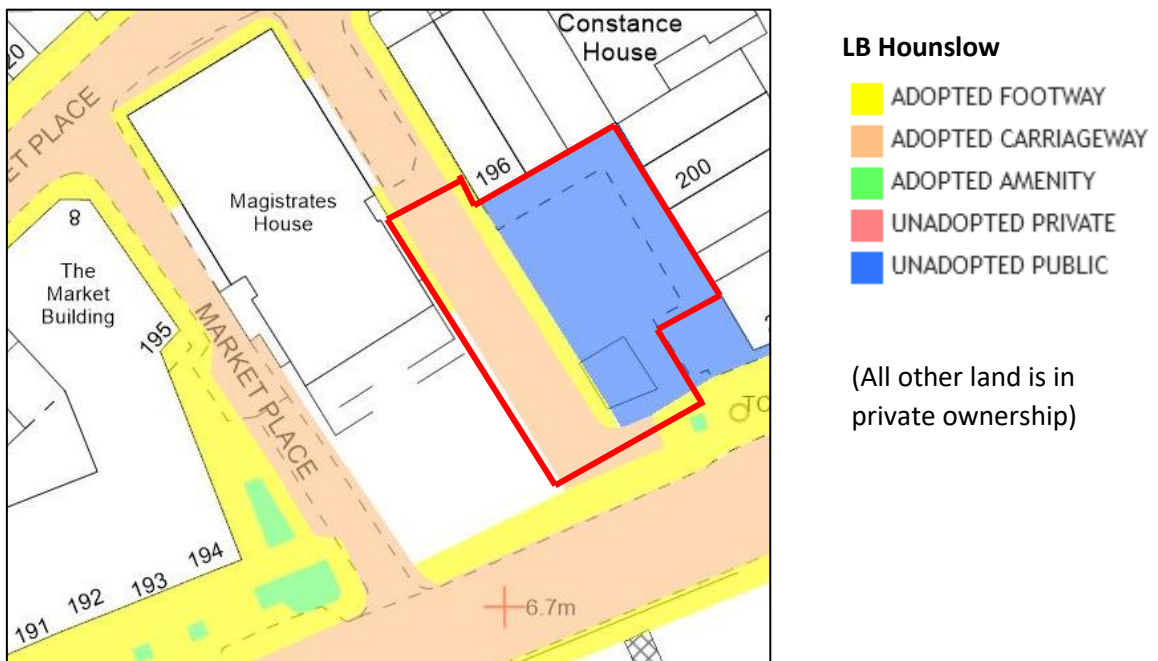 Constance
House
20
MARKET PLACE
196
200
Magistrates
House
8
The
Market
Building
195
MARKET PLACE
194
193
192
191
6.7m
LB Hounslow
ADOPTED FOOTWAY
ADOPTED CARRIAGEWAY
ADOPTED AMENITY
UNADOPTED PRIVATE
UNADOPTED PUBLIC
(All other land is in
private ownership)